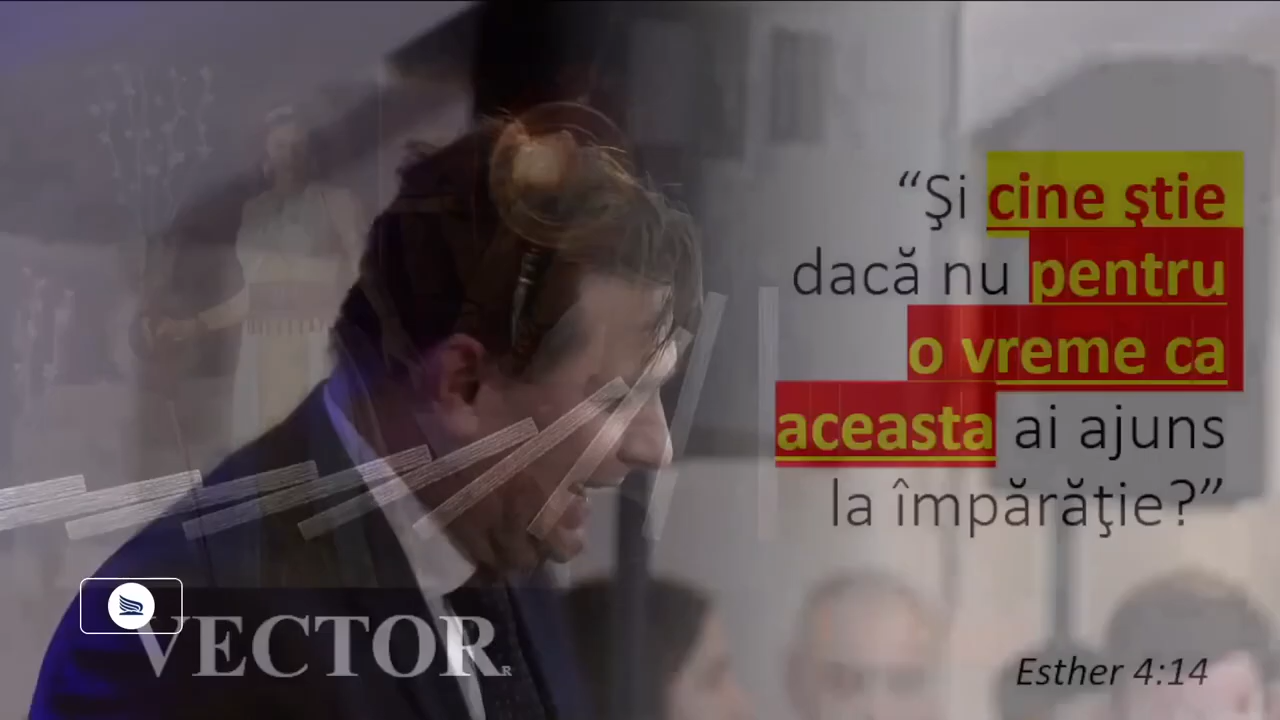 “Şi cine ştie
dacă nu pentru
o vreme ca
aceasta ai ajuns
la împărăţie?”
VECTOR®
Esther 4:14